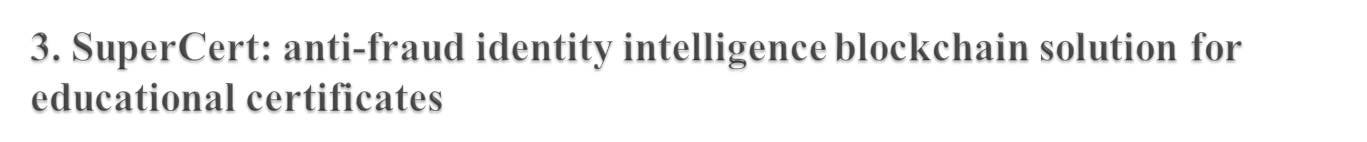 3. SuperCert: anti-fraud identity intelligence blockchain solution for
educational certificates